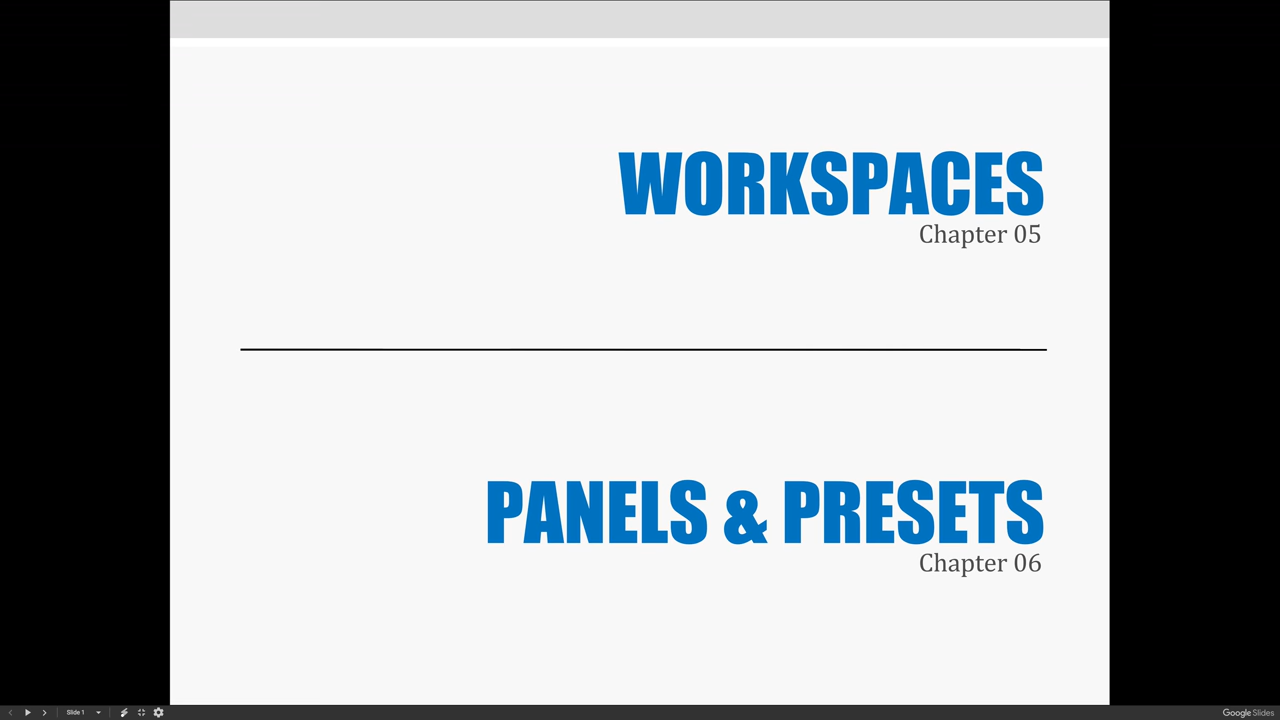 WORKSPACES
Chapter 05
PANELS & PRESETS
Chapter 06
Slide 1
Google Slides